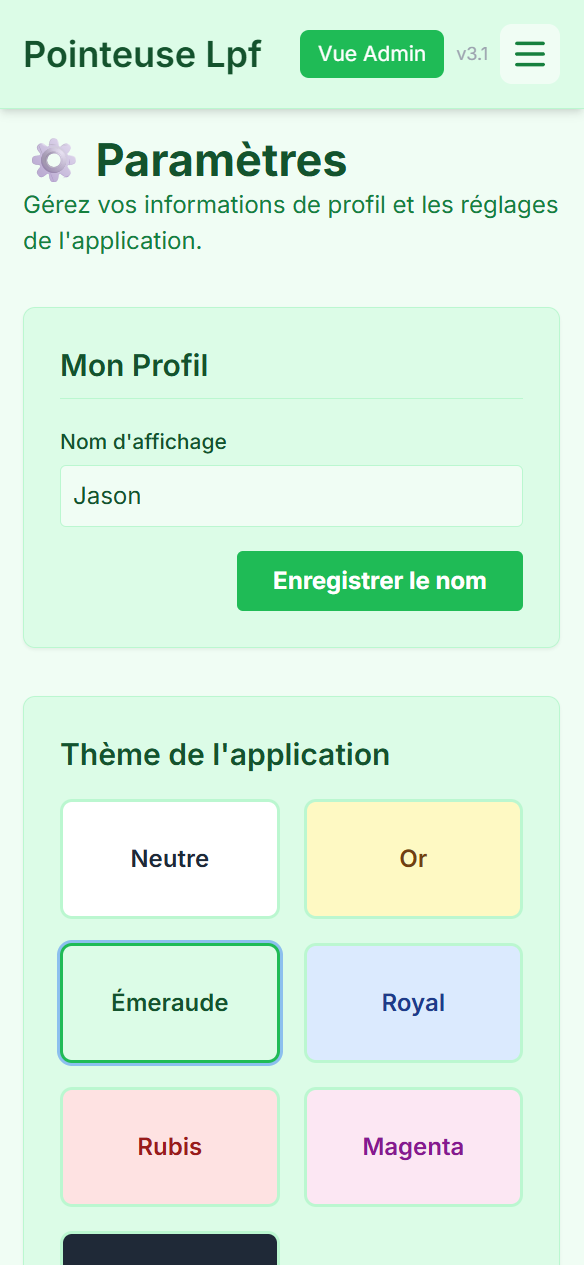 Pointeuse Lpf
Vue Admin
v3.1
Paramètres
Gérez vos informations de profil et les réglages
de l'application.
Mon Profil
Nom d'affichage
Jason
Enregistrer le nom
Thème de l'application
Neutre
Or
Émeraude
Royal
Rubis
Magenta